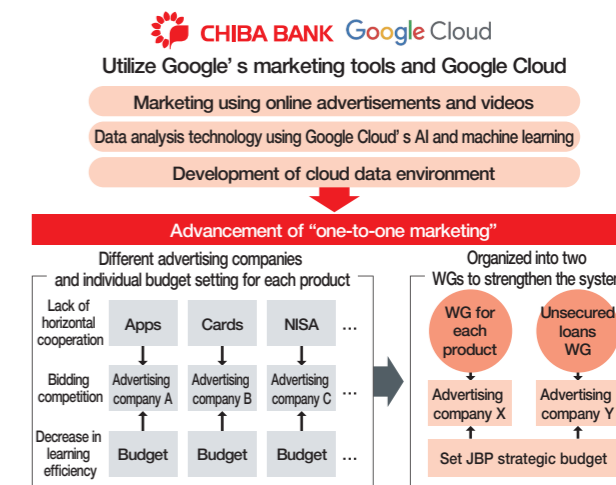 CHIBA BANK Google Cloud
Utilize Google's marketing tools and Google Cloud
Marketing using online advertisements and videos
Data analysis technology using Google Cloud's AI and machine learning
Development of cloud data environment
Advancement of “one-to-one marketing”
Different advertising companies
and individual budget setting for each product
Lack of
horizontal
cooperation
Apps
Cards
NISA
...
Bidding
competition
Advertising
company A
Advertising
company B
Advertising
company C
...
Decrease in
learning
efficiency
Budget
Budget
Budget
...
Organized into two
WGs to strengthen the system
WG for
each
product
Unsecured
loans
WG
Advertising
company X
Advertising
company Y
Set JBP strategic budget